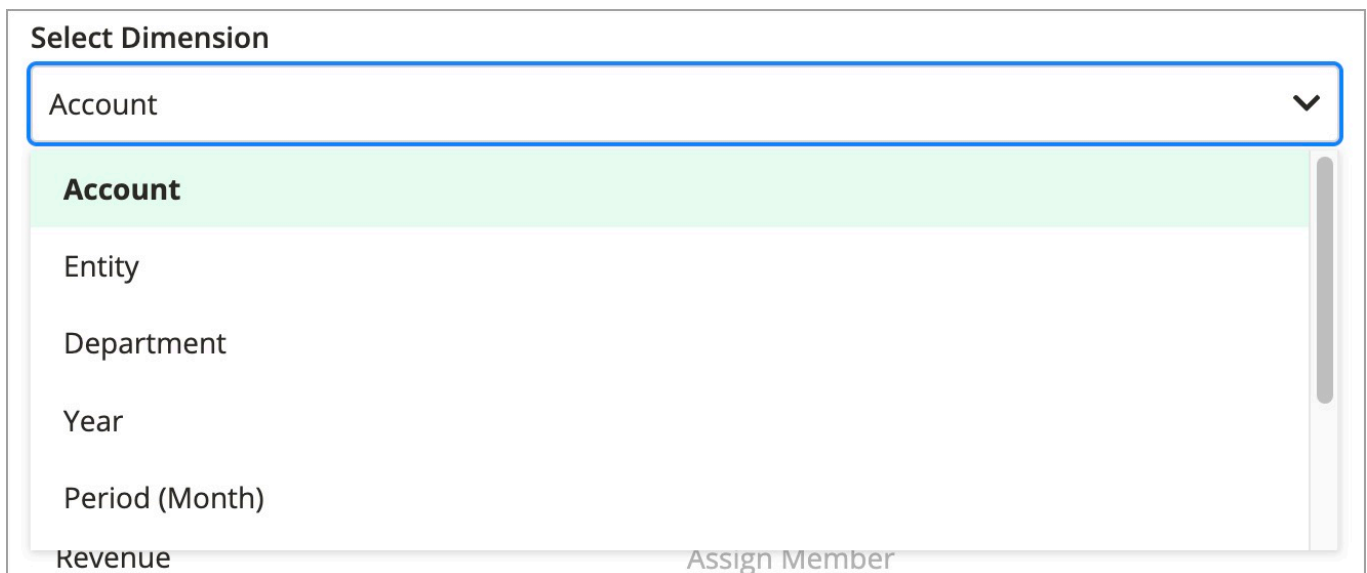 Select Dimension
Account
Account
Entity
Department
Year
Period (Month)
Revenue Assign Member